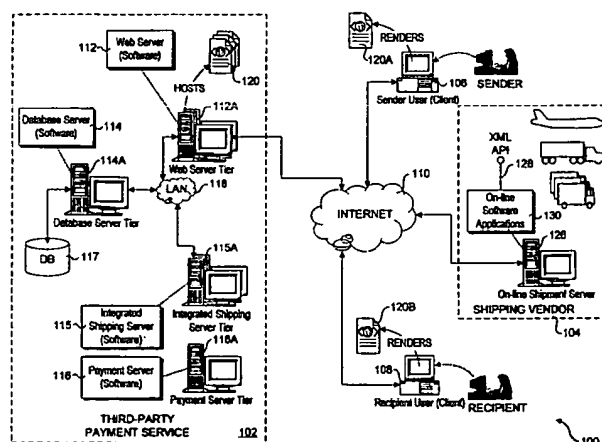 112
Web Server
(Software)
HOSTS
120
112A
Web Server Tier
Database Server
(Software)
114
114A
Database Server Tier
LAN
118
DB
117
115A
Integrated Shipping
Server Tier
Integrated
Shipping Server
(Software)
115
116A
Payment Server
(Software)
116
Payment Server Tier
THIRD-PARTY
PAYMENT SERVICE
102
RENDERS
120A
106
Sender User (Client)
SENDER
110
INTERNET
XML
API
128
On-line
Software
Applications
130
126
On-line Shipment Server
SHIPPING VENDOR
104
120B
RENDERS
108
Recipient User (Client)
RECIPIENT
100